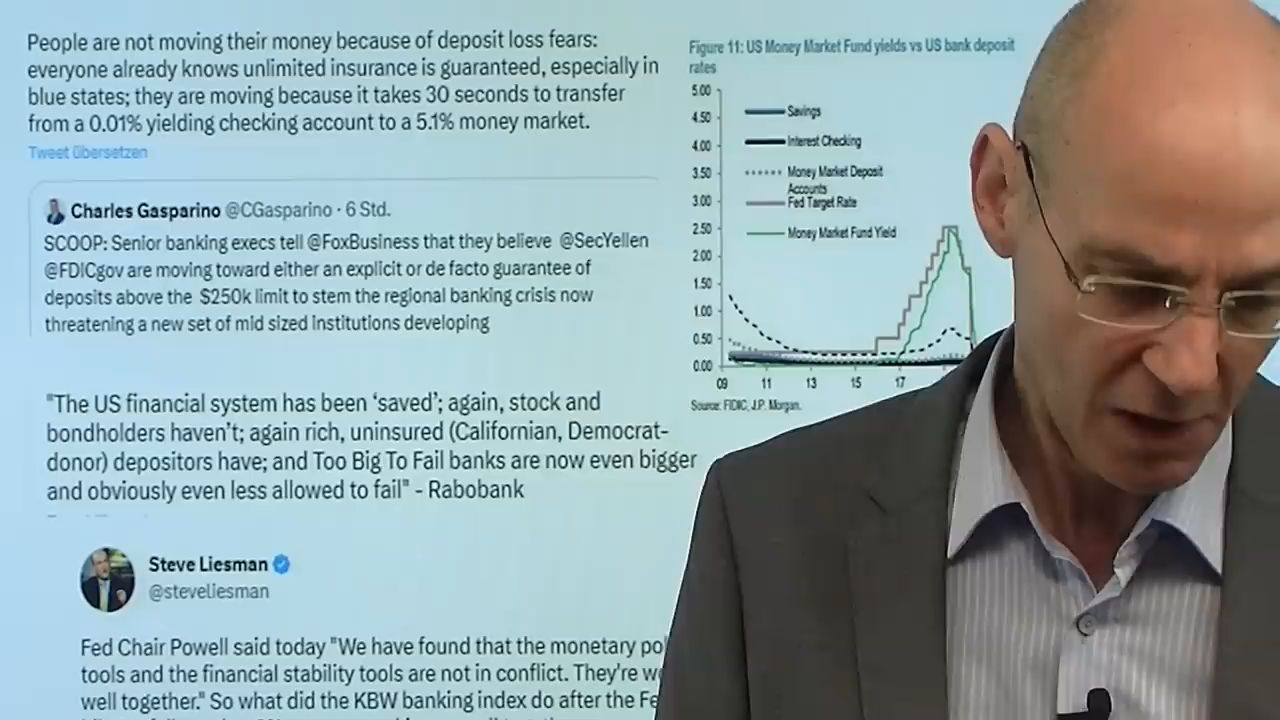 People are not moving their money because of deposit loss fears:
everyone already knows unlimited insurance is guaranteed, especially in
blue states; they are moving because it takes 30 seconds to transfer
from a 0.01% yielding checking account to a 5.1% money market.
Tweet übersetzen
Charles Gasparino @CGasparino · 6 Std.
SCOOP: Senior banking execs tell @FoxBusiness that they believe @SecYellen
@FDICgov are moving toward either an explicit or de facto guarantee of
deposits above the $250k limit to stem the regional banking crisis now
threatening a new set of mid sized institutions developing
"The US financial system has been 'saved'; again, stock and
bondholders haven't; again rich, uninsured (Californian, Democrat-
donor) depositors have; and Too Big To Fail banks are now even bigger
and obviously even less allowed to fail" - Rabobank
Steve Liesman
@steveliesman
Fed Chair Powell said today "We have found that the monetary
tools and the financial stability tools are not in conflict. They're
well together." So what did the KBW banking index do after the
Figure 11: US Money Market Fund yields vs US bank deposit
rates
5.00
4.50
4.00
3.50
3.00
2.50
2.00
1.50
1.00
0.50
0.00
Savings
Interest Checking
Money Market Deposit
Accounts
Fed Target Rate
Money Market Fund Yield
09 11 13 15 17
Source: FIDIC, J.P. Morgan.